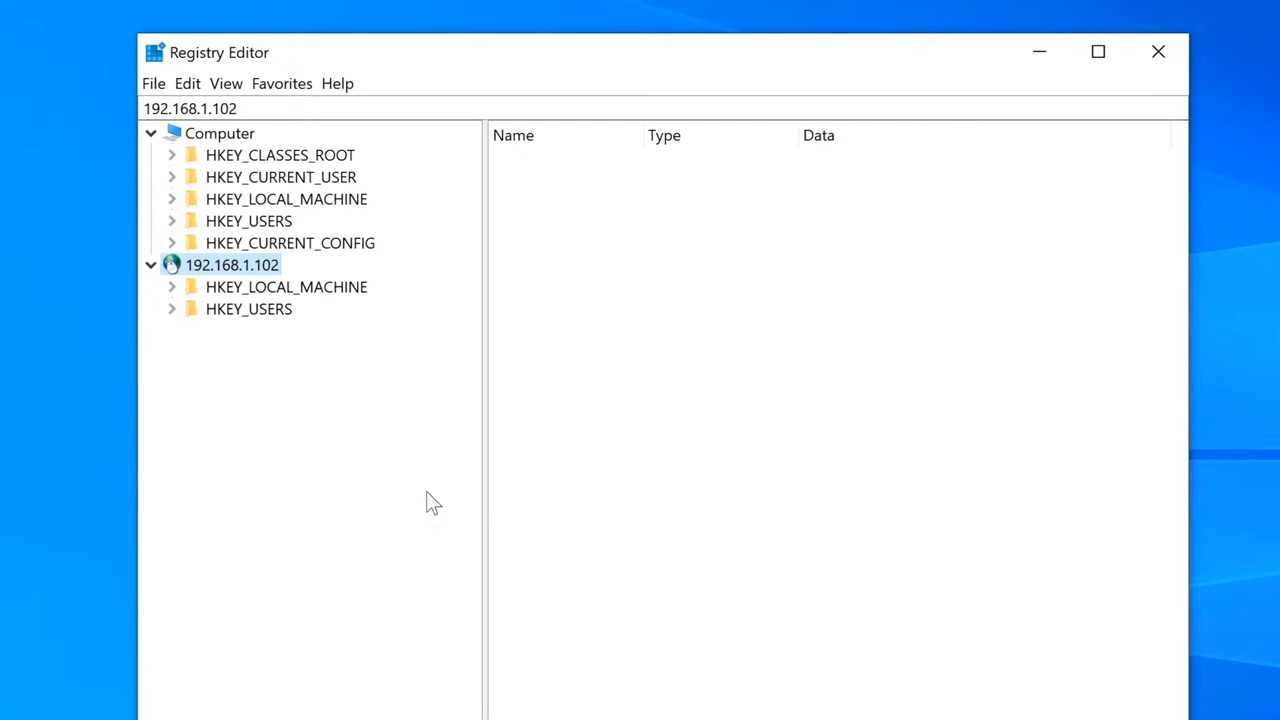 Registry Editor
File Edit View Favorites Help
192.168.1.102
Computer
HKEY_CLASSES_ROOT
HKEY_CURRENT_USER
HKEY_LOCAL_MACHINE
HKEY_USERS
HKEY_CURRENT_CONFIG
192.168.1.102
HKEY_LOCAL_MACHINE
HKEY_USERS
Name Type Data